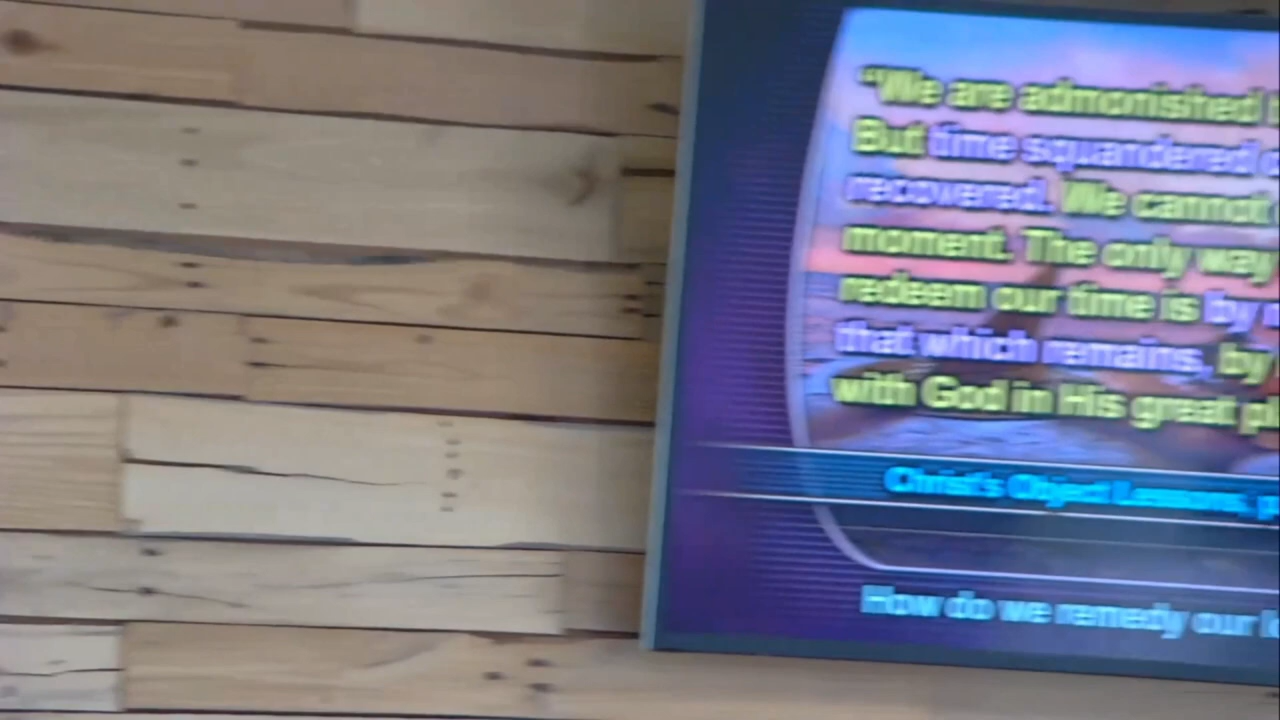 “We are admonished
But time squandered
recovered. We cannot
moment. The only way
redeem our time is by
that which remains, by
with God in His great
Christ's Object Lessons,
How do we remedy our